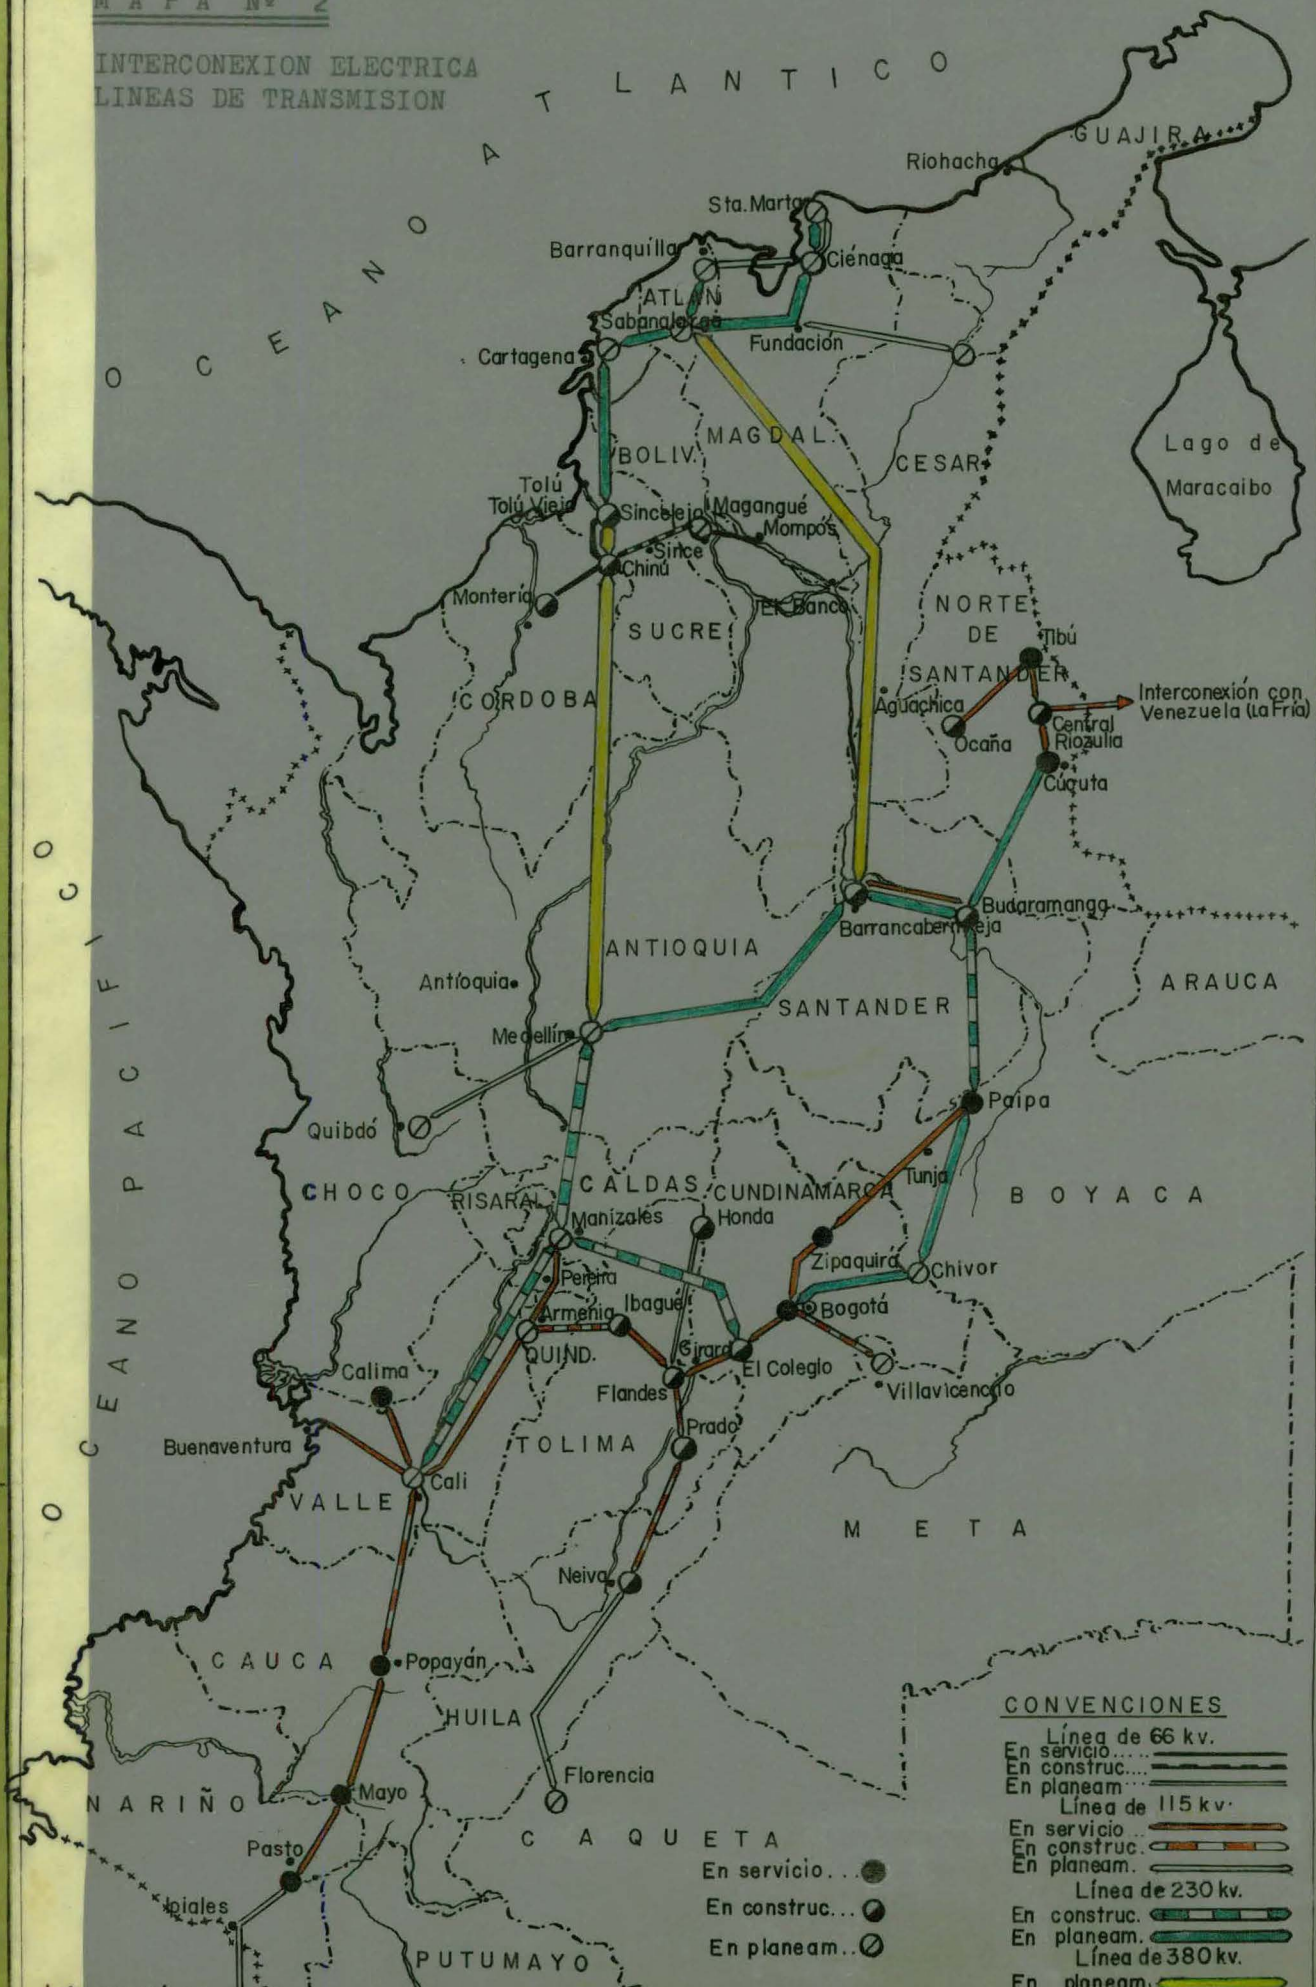 MAPA Nº 2
INTERCONEXION ELECTRICA
LINEAS DE TRANSMISION
OCEANO ATLANTICO
GUAJIRA
Riohacha
Sta. Marta
Barranquilla
Ciénaga
ATLAN
Sabanalarga
Fundación
Cartagena
MAGDAL.
BOLIV.
CESAR
Lago de
Maracaibo
Tolú
Tolú Viejo
Sincelejo
Magangué
Mompós
Since
Chinú
Montería
El Banco
NORTE
DE
SANTANDER
SUCRE
Tibú
CORDOBA
Aguachica
Interconexión con
Venezuela (La Fría)
Central
Riozulia
Ocaña
Cúcuta
Bucaramanga
Barrancabermeja
ANTIOQUIA
ARAUCA
Antíoquia
SANTANDER
Medellín
Paipa
Quibdó
Tunja
CHOCO
RISARAL
CALDAS
CUNDINAMARCA
BOYACA
Manizales
Honda
Zipaquirá
Chivor
Pereira
Bogotá
Armenia
Ibagué
Girard
QUIND.
El Colegio
Calima
Flandes
Villavicencio
Prado
Buenaventura
TOLIMA
Cali
VALLE
META
OCEANO PACIFICO
Neiva
CAUCA
Popayán
HUILA
Florencia
NARIÑO
Mayo
CAQUETA
Pasto
Ipiales
PUTUMAYO
En servicio...
En construc...
En planeam..
CONVENCIONES
Línea de 66 kv.
En servicio.....
En construc....
En planeam...
Línea de 115 kv.
En servicio...
En construc.
En planeam.
Línea de 230 kv.
En construc.
En planeam.
Línea de 380 kv.
En planeam.